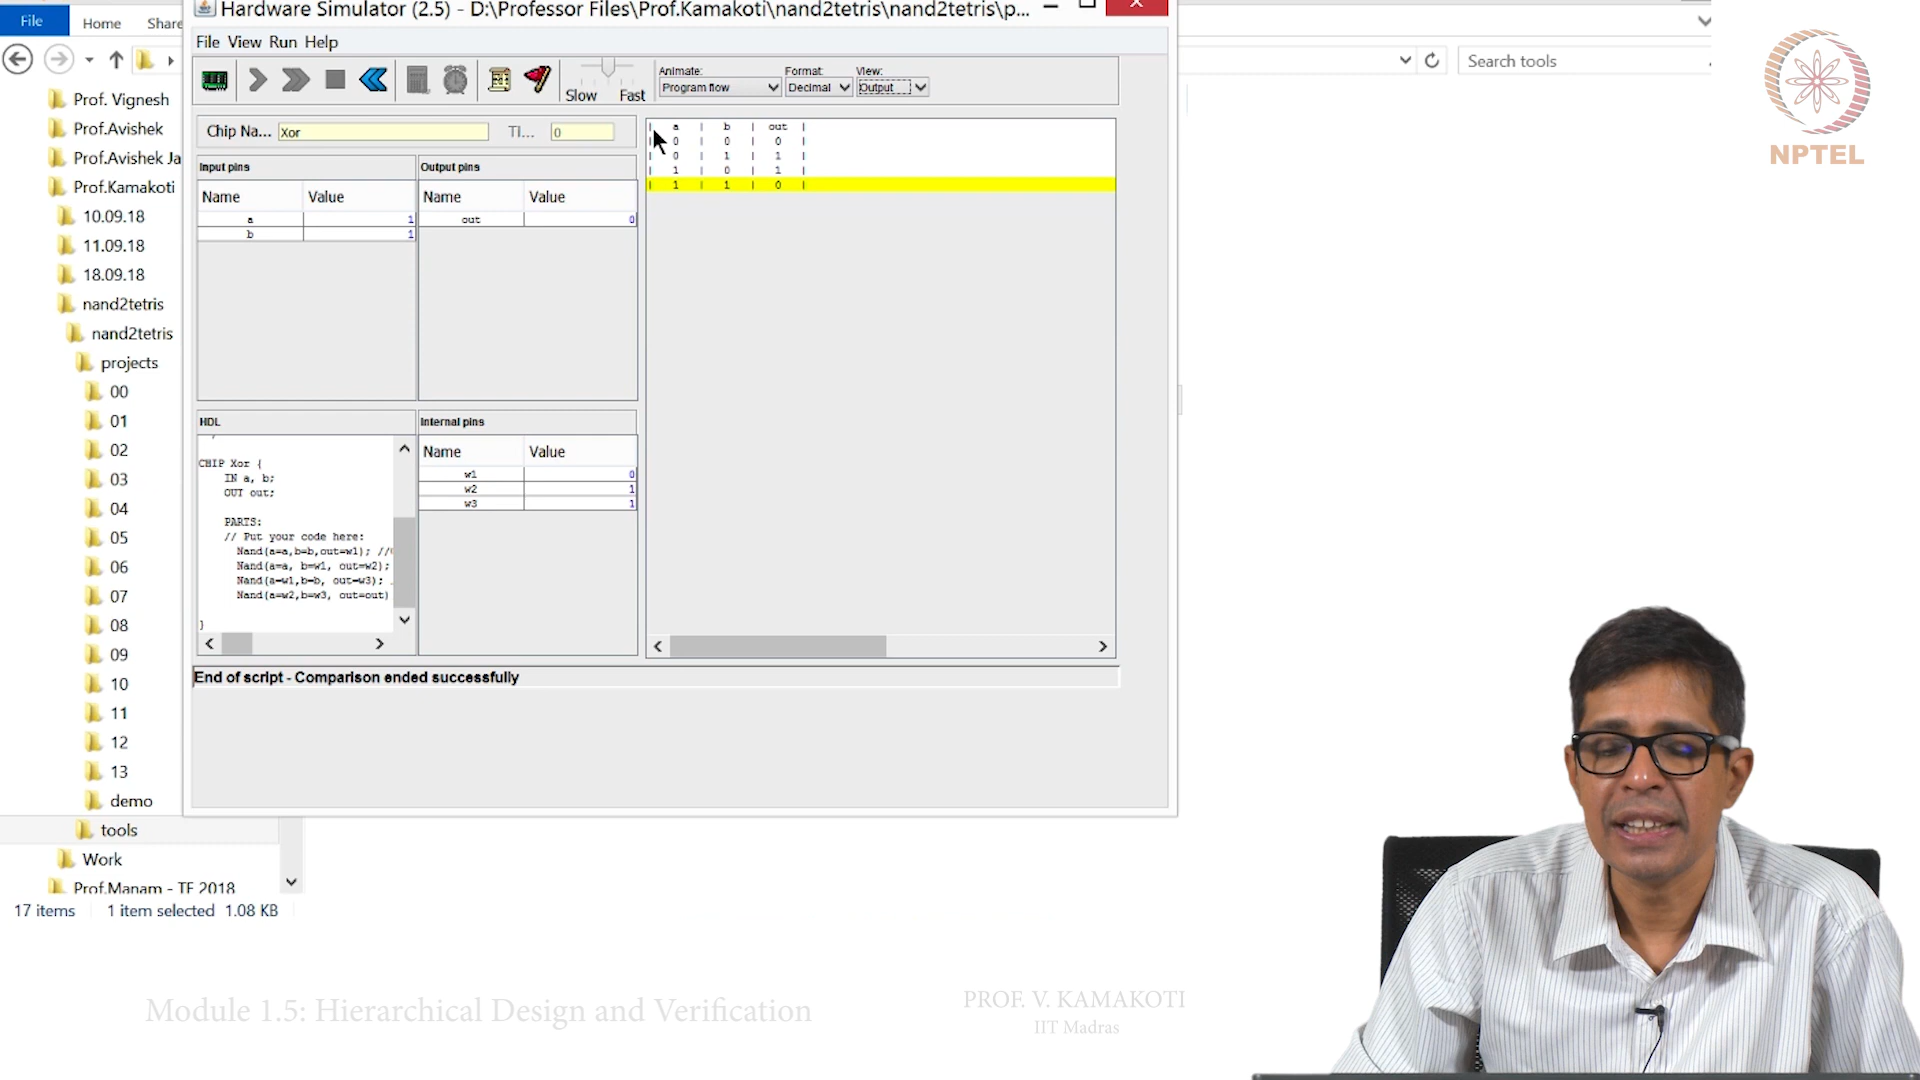 Hardware Simulator (2.5) - D:\Professor Files\Prof.Kamakoti\nand2tetris\nand2tetris\p...
File Home Share
File View Run Help
Slow Fast
Animate: Program flow
Format: Decimal
View: Output
Search tools
NPTEL
Prof. Vignesh
Prof.Avishek
Prof.Avishek Ja
Prof.Kamakoti
10.09.18
11.09.18
18.09.18
nand2tetris
nand2tetris
projects
00
01
02
03
04
05
06
07
08
09
10
11
12
13
demo
tools
Work
Prof.Manam - TF 2018
17 items 1 item selected 1.08 KB
Chip Na... Xor TI... 0
Input pins
Name Value
a 1
b 1
Output pins
Name Value
out 0
HDL
CHIP Xor {
IN a, b;
OUT out;
PARTS:
// Put your code here:
Nand(a=a,b=b,out=w1); //
Nand(a=a, b=w1, out=w2);
Nand(a=w1,b=b, out=w3);
Nand(a=w2,b=w3, out=out)
}
Internal pins
Name Value
w1 0
w2 1
w3 1
| a | b | out |
| 0 | 0 | 0 |
| 0 | 1 | 1 |
| 1 | 0 | 1 |
| 1 | 1 | 0 |
End of script - Comparison ended successfully
Module 1.5: Hierarchical Design and Verification
PROF. V. KAMAKOTI
IIT Madras